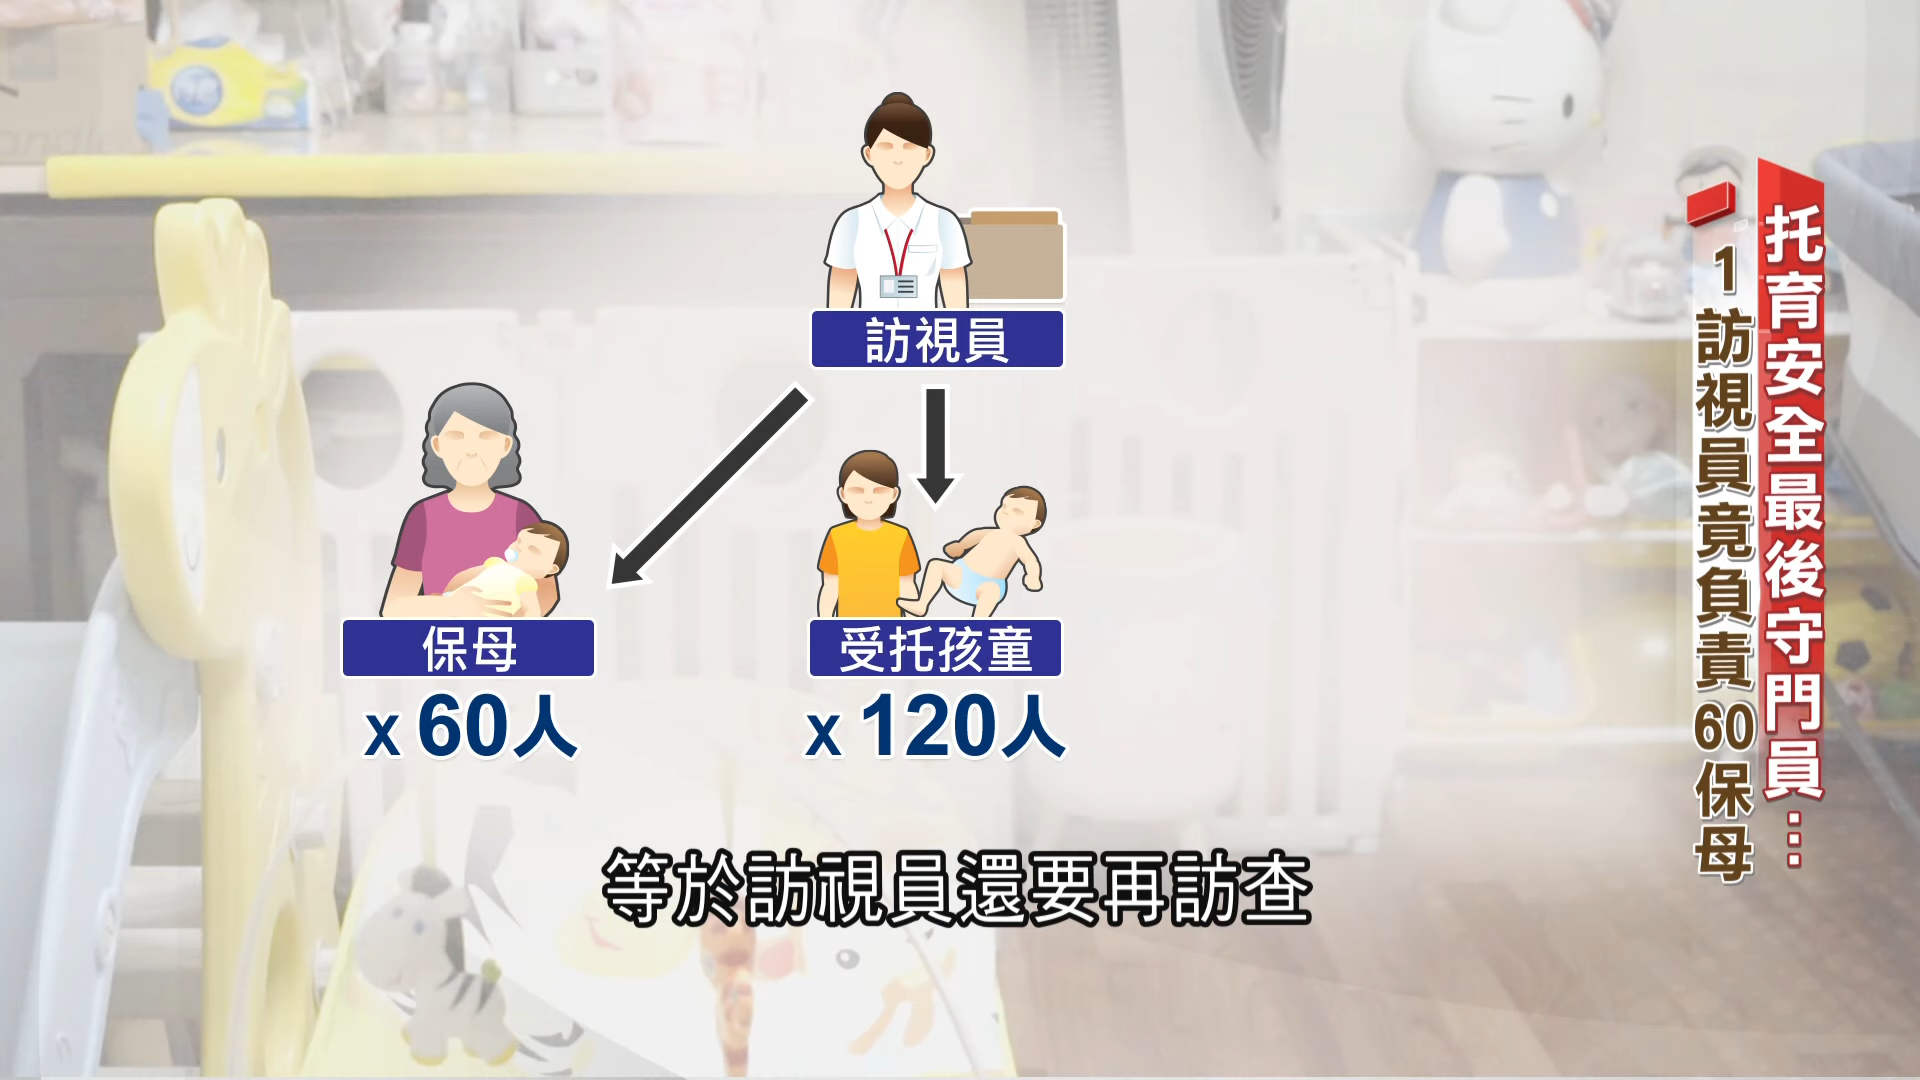 訪視員
保母
x 60人
受托孩童
x 120人
托育安全最後守門員…
1訪視員竟負責60保母
等於訪視員還要再訪查